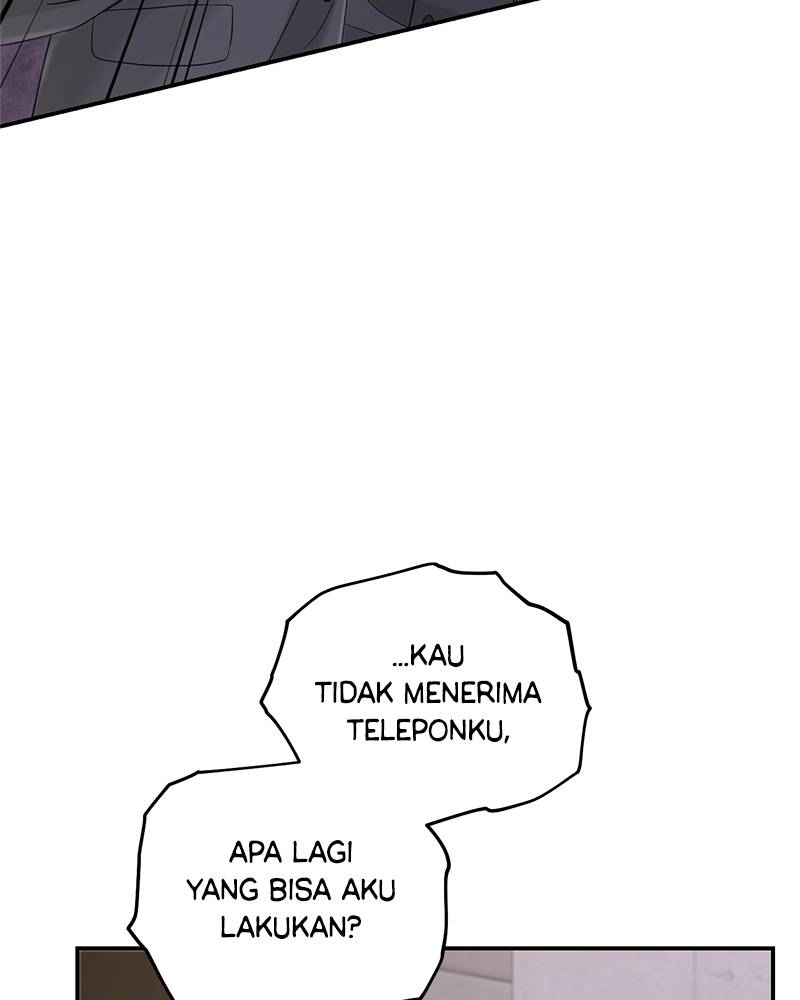 ...KAU
TIDAK MENERIMA
TELEPONKU,
APA LAGI
YANG BISA AKU
LAKUKAN?